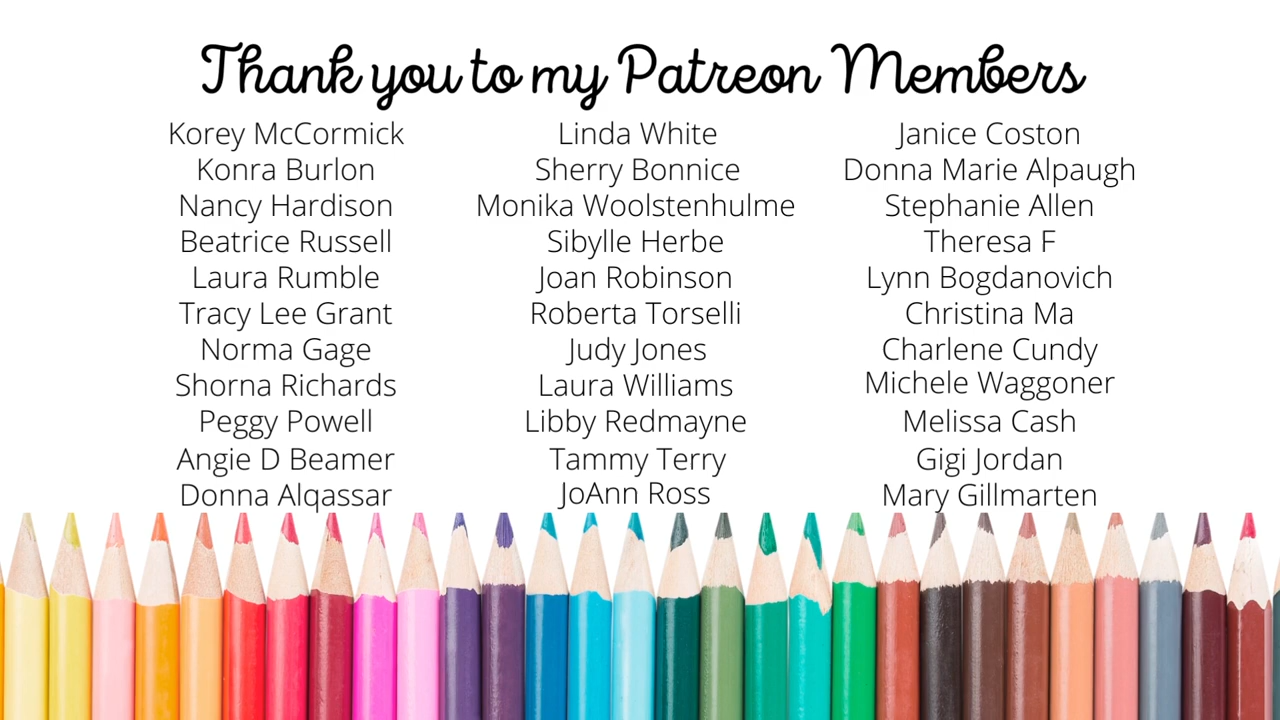 Thank you to my Patreon Members
Korey McCormick
Konra Burlon
Nancy Hardison
Beatrice Russell
Laura Rumble
Tracy Lee Grant
Norma Gage
Shorna Richards
Peggy Powell
Angie D Beamer
Donna Alqassar
Linda White
Sherry Bonnice
Monika Woolstenhulme
Sibylle Herbe
Joan Robinson
Roberta Torselli
Judy Jones
Laura Williams
Libby Redmayne
Tammy Terry
JoAnn Ross
Janice Coston
Donna Marie Alpaugh
Stephanie Allen
Theresa F
Lynn Bogdanovich
Christina Ma
Charlene Cundy
Michele Waggoner
Melissa Cash
Gigi Jordan
Mary Gillmarten